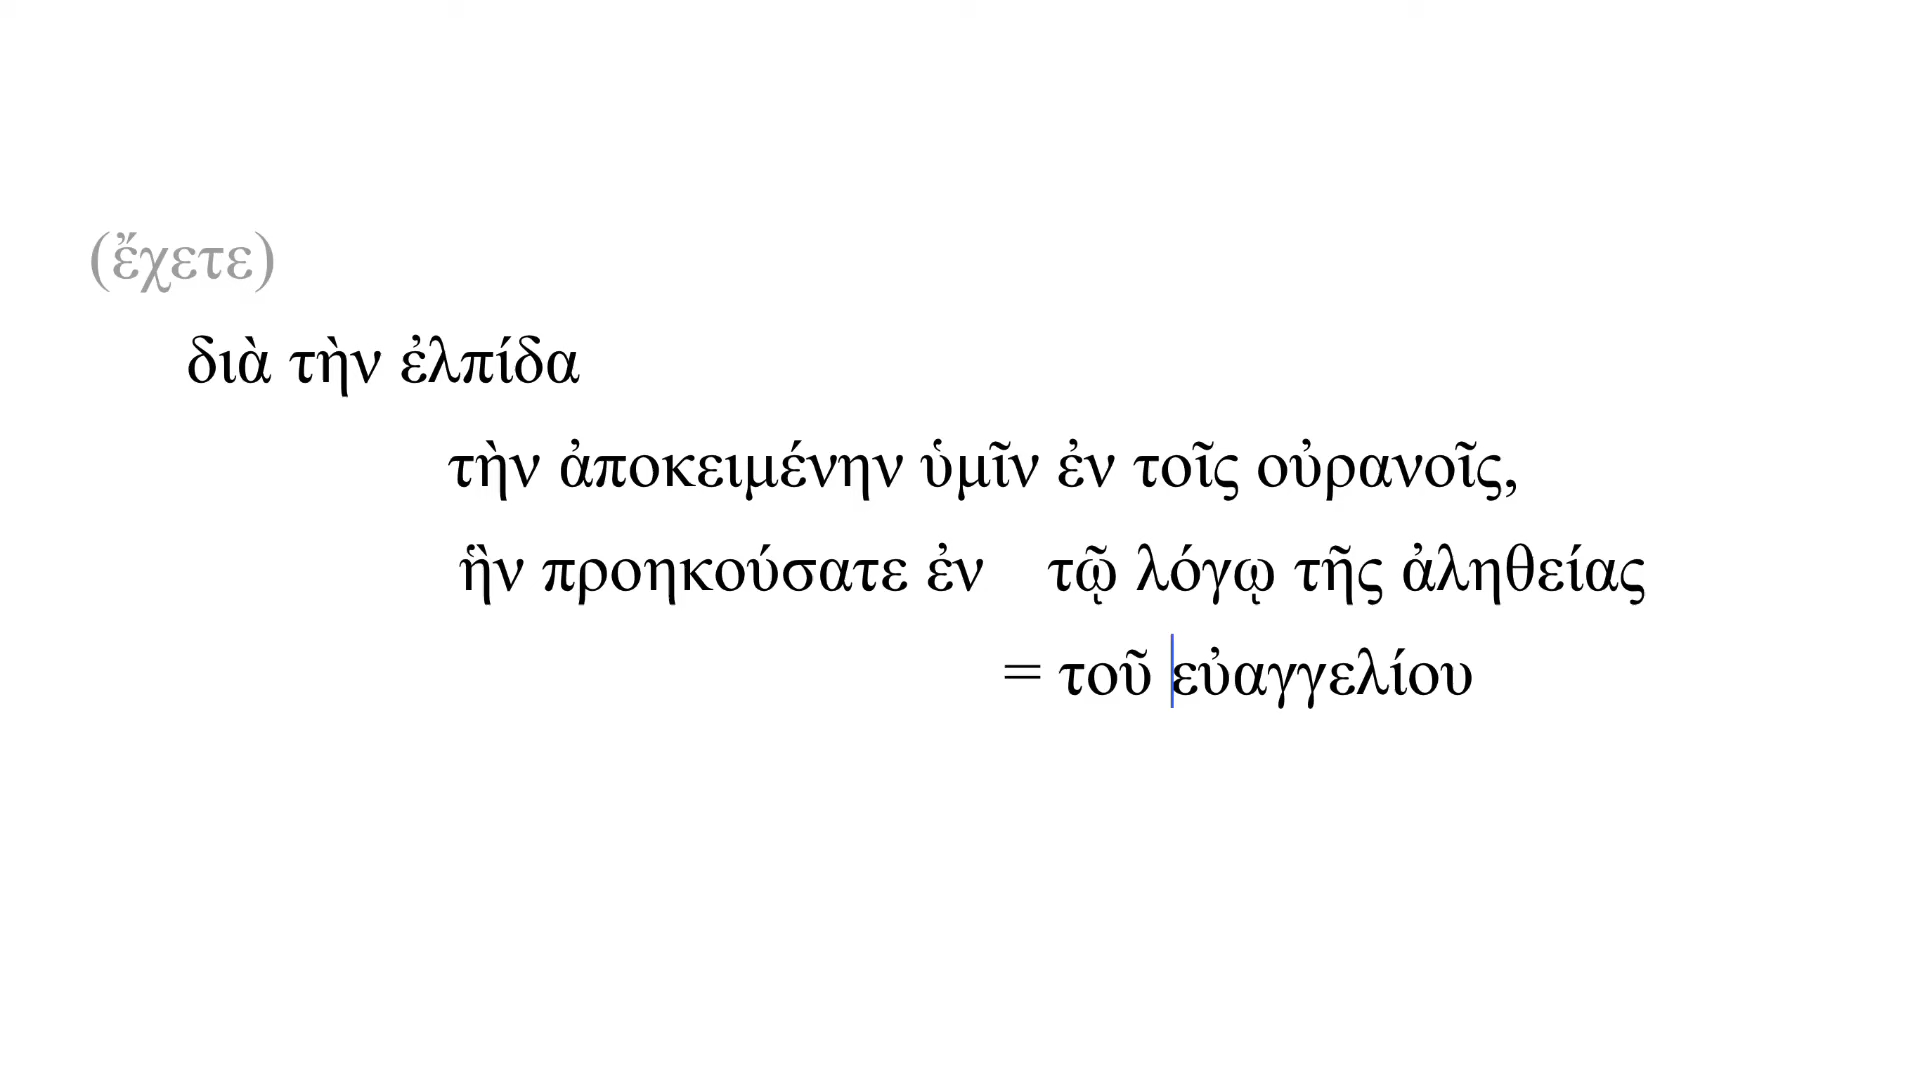 (ἔχετε)
διὰ τὴν ἐλπίδα
τὴν ἀποκειμένην ὑμῖν ἐν τοῖς οὐρανοῖς,
ἣν προηκούσατε ἐν τῷ λόγῳ τῆς ἀληθείας
= τοῦ εὐαγγελίου